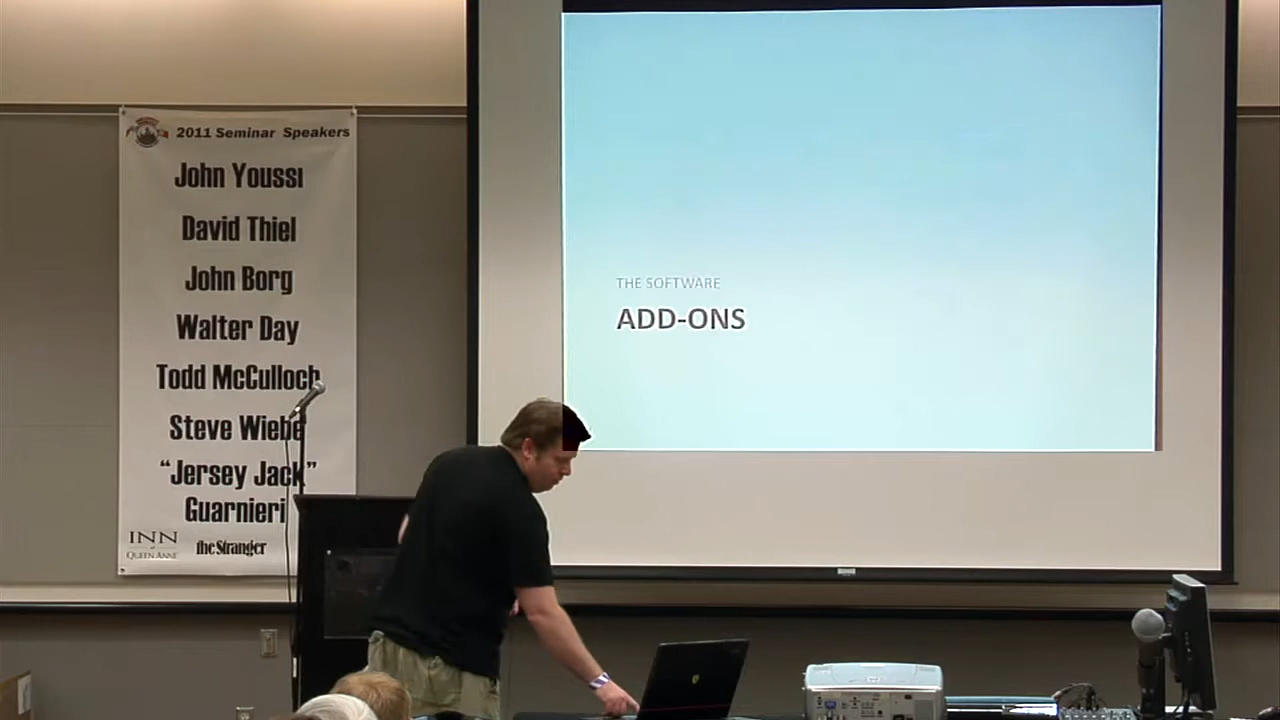 2011 Seminar Speakers
John Youssi
David Thiel
John Borg
Walter Day
Todd McCulloch
Steve Wiebe
“Jersey Jack”
Guarnieri
INN
at
QUEEN ANNE
the Stranger
THE SOFTWARE
ADD-ONS